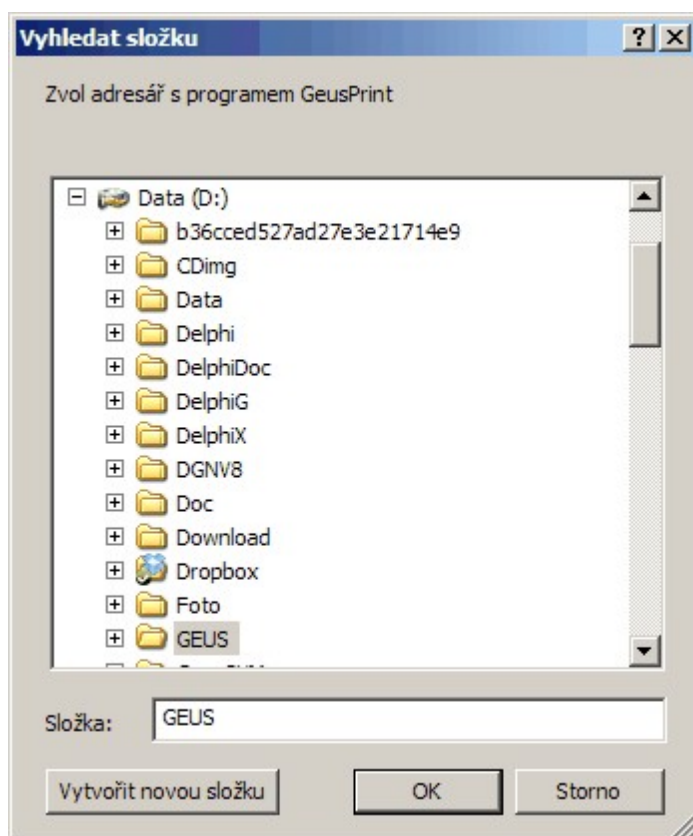 Vyhledat složku
Zvol adresář s programem GeusPrint
Data (D:)
b36cced527ad27e3e21714e9
CDimg
Data
Delphi
DelphiDoc
DelphiG
DelphiX
DGNV8
Doc
Download
Dropbox
Foto
GEUS
Složka: GEUS
Vytvořit novou složku OK Storno